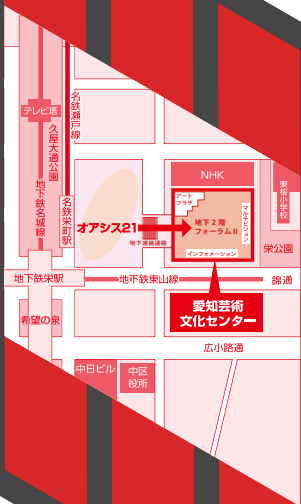 テレビ塔
久屋大通公園
地下鉄名城線
名鉄瀬戸線
名鉄栄町駅
NHK
東桜小学校
アート
プラザ
マルチビジョン
地下2階
フォーラムⅡ
インフォメーション
オアシス21
地下連絡通路
栄公園
地下鉄栄駅
地下鉄東山線
錦通
希望の泉
愛知芸術
文化センター
広小路通
中日ビル
中区
役所